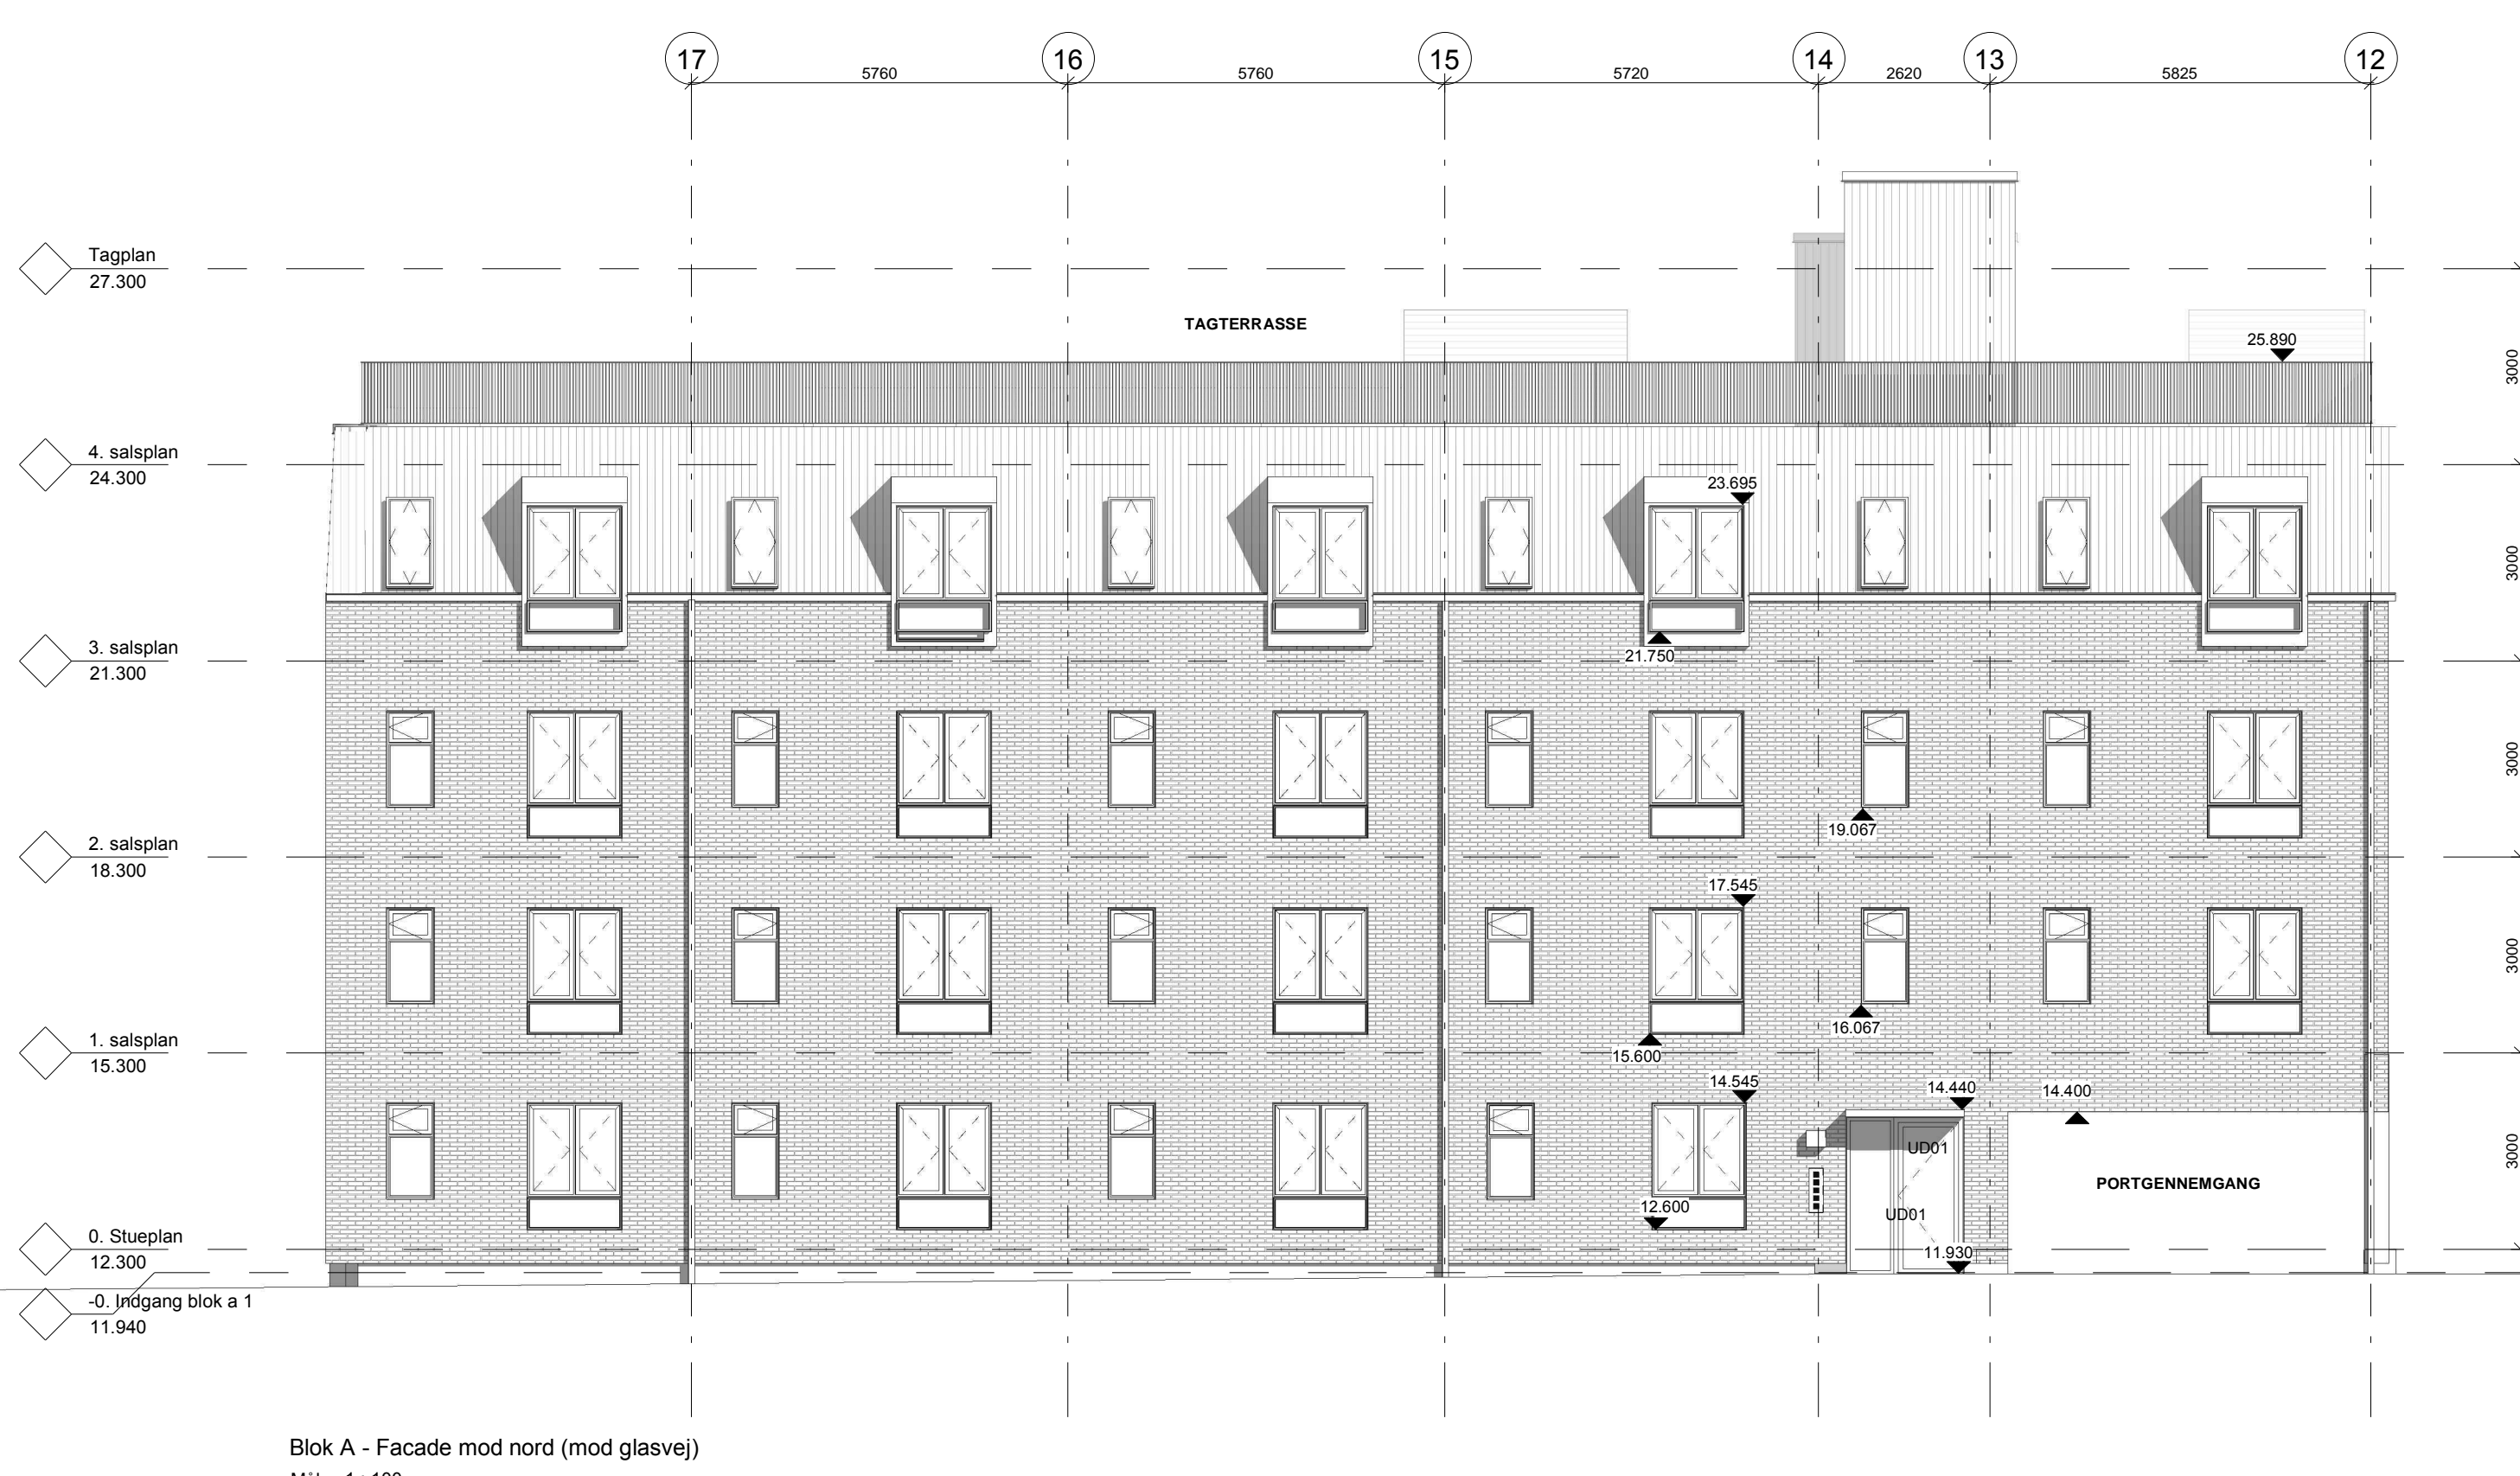 17
16
15
14
13
12
5760
5760
5720
2620
5825
Tagplan
27.300
TAGTERRASSE
25.890
3000
4. salsplan
24.300
23.695
3000
3. salsplan
21.300
21.750
3000
19.067
2. salsplan
18.300
17.545
3000
16.067
15.600
1. salsplan
15.300
14.545
14.440
14.400
UD01
3000
PORTGENNEMGANG
12.600
UD01
0. Stueplan
12.300
11.930
-0. Indgang blok a 1
11.940
Blok A - Facade mod nord (mod glasvej)